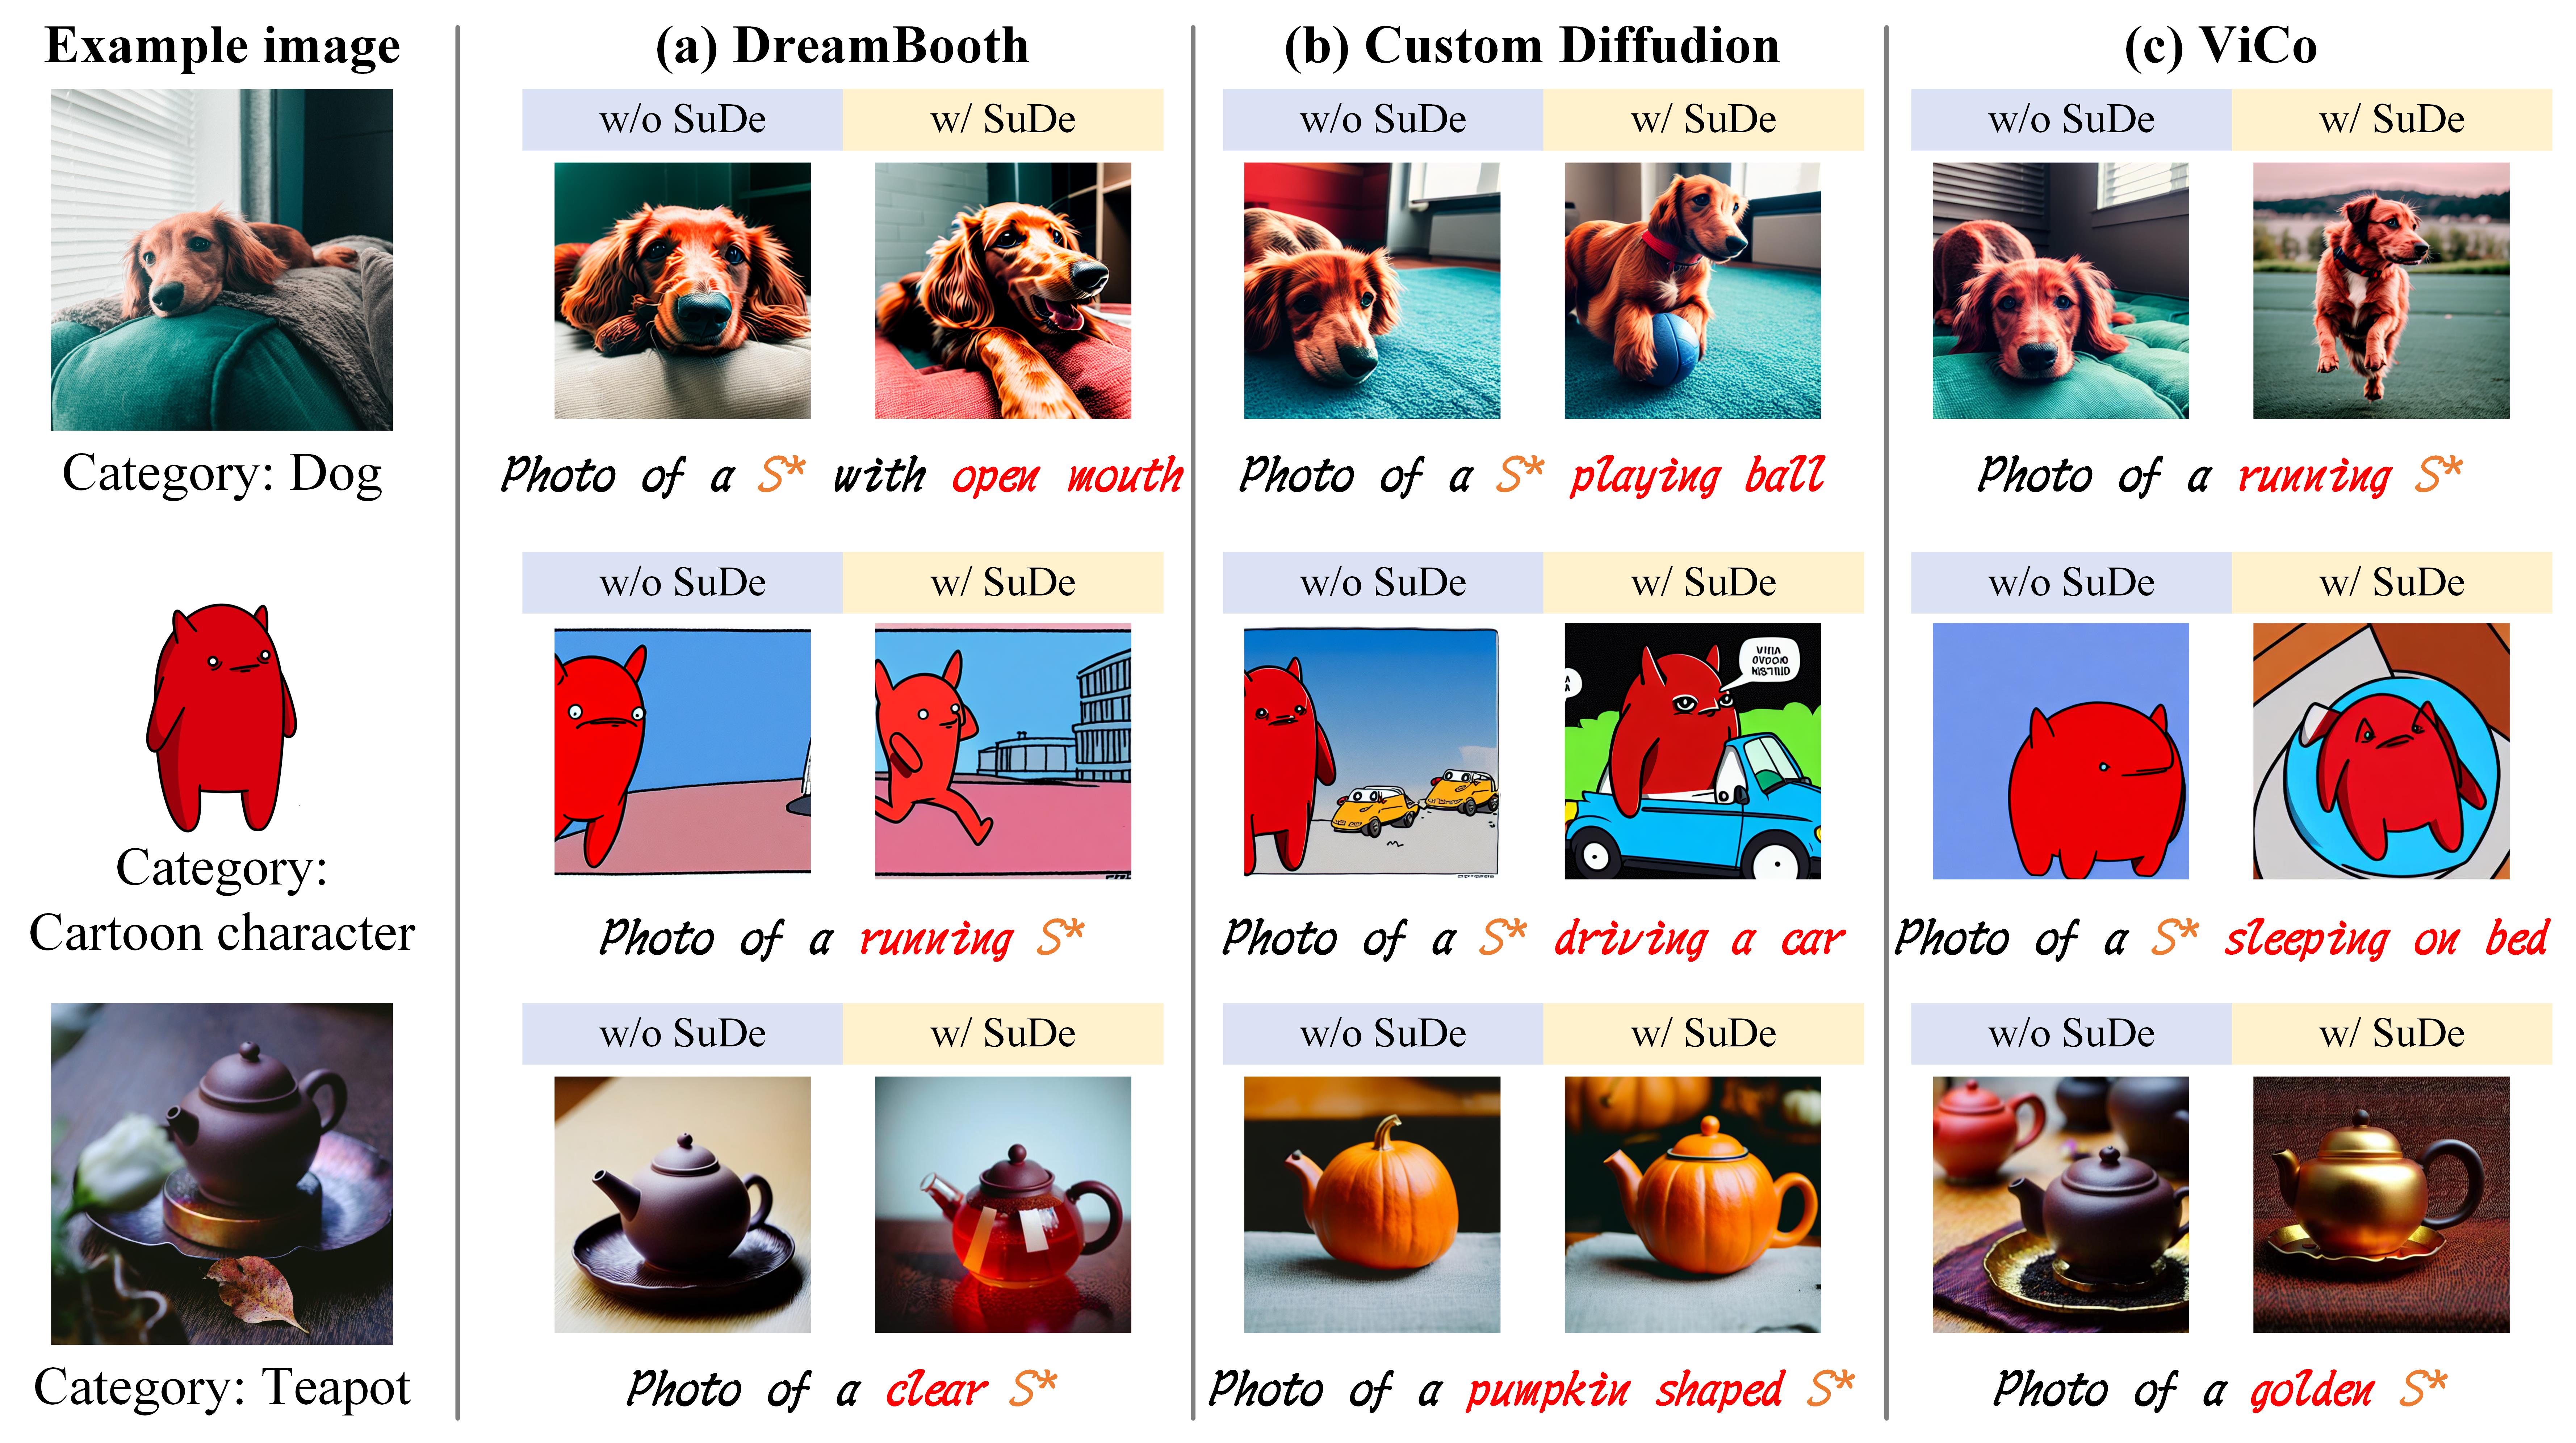 Example image
(a) DreamBooth
(b) Custom Diffudion
(c) ViCo
w/o SuDe
w/ SuDe
w/o SuDe
w/ SuDe
w/o SuDe
w/ SuDe
Category: Dog
Photo of a S* with open mouth
Photo of a S* playing ball
Photo of a running S*
w/o SuDe
w/ SuDe
w/o SuDe
w/ SuDe
w/o SuDe
w/ SuDe
Category:
Cartoon character
Photo of a running S*
Photo of a S* driving a car
Photo of a S* sleeping on bed
w/o SuDe
w/ SuDe
w/o SuDe
w/ SuDe
w/o SuDe
w/ SuDe
Category: Teapot
Photo of a clear S*
Photo of a pumpkin shaped S*
Photo of a golden S*